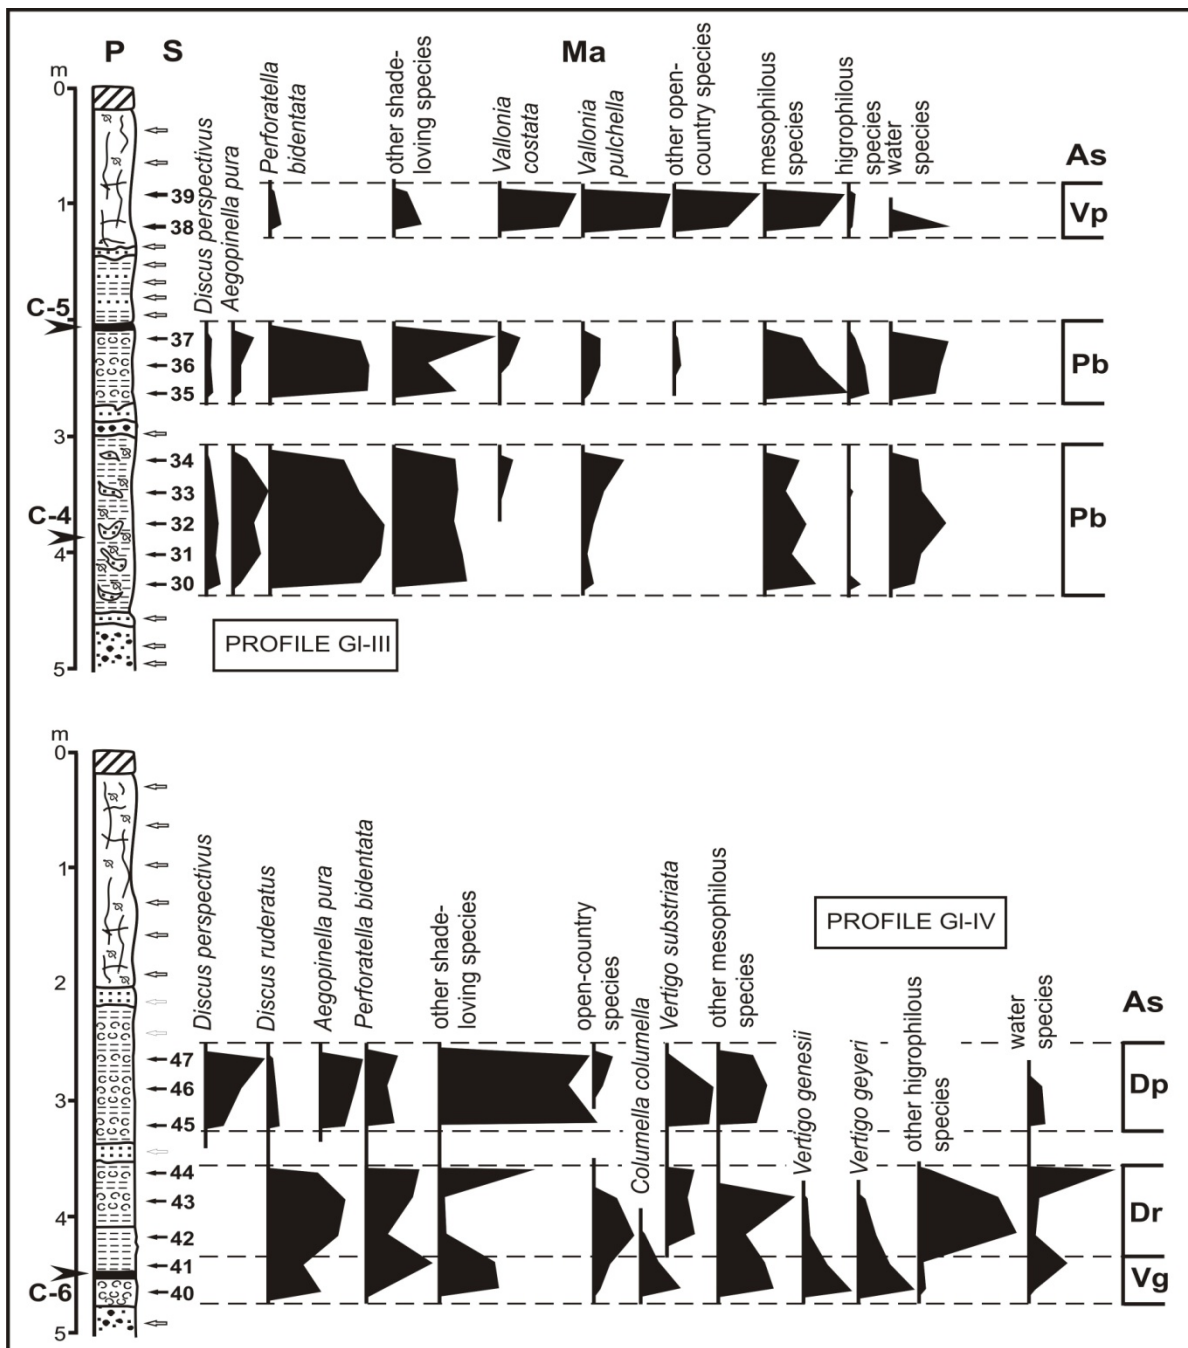 P
S
Ma
m
0
1
3
4
5
C-5
C-4
Discus perspectivus
Aegopinella pura
Perforatella
bidentata
other shade-
loving species
Vallonia
costata
Vallonia
pulchella
other open-
country species
mesophilous
species
higrophilous
species
water
species
As
39
38
37
36
35
34
33
32
31
30
Vp
Pb
Pb
PROFILE Gl-III
m
0
1
2
3
4
5
C-6
Discus perspectivus
Discus ruderatus
Aegopinella pura
Perforatella bidentata
other shade-
loving species
open-country
species
Columella columella
Vertigo substriata
other mesophilous
species
Vertigo genesii
Vertigo geyeri
other higrophilous
species
water
species
PROFILE Gl-IV
As
47
46
45
44
43
42
41
40
Dp
Dr
Vg